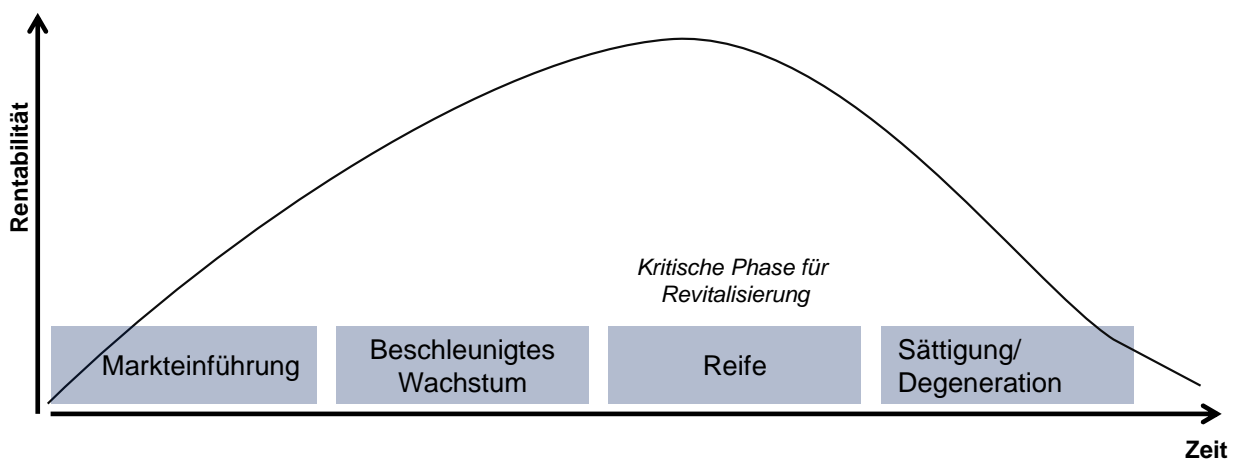 Rentabilität
Kritische Phase für
Revitalisierung
Markteinführung
Beschleunigtes
Wachstum
Reife
Sättigung/
Degeneration
Zeit